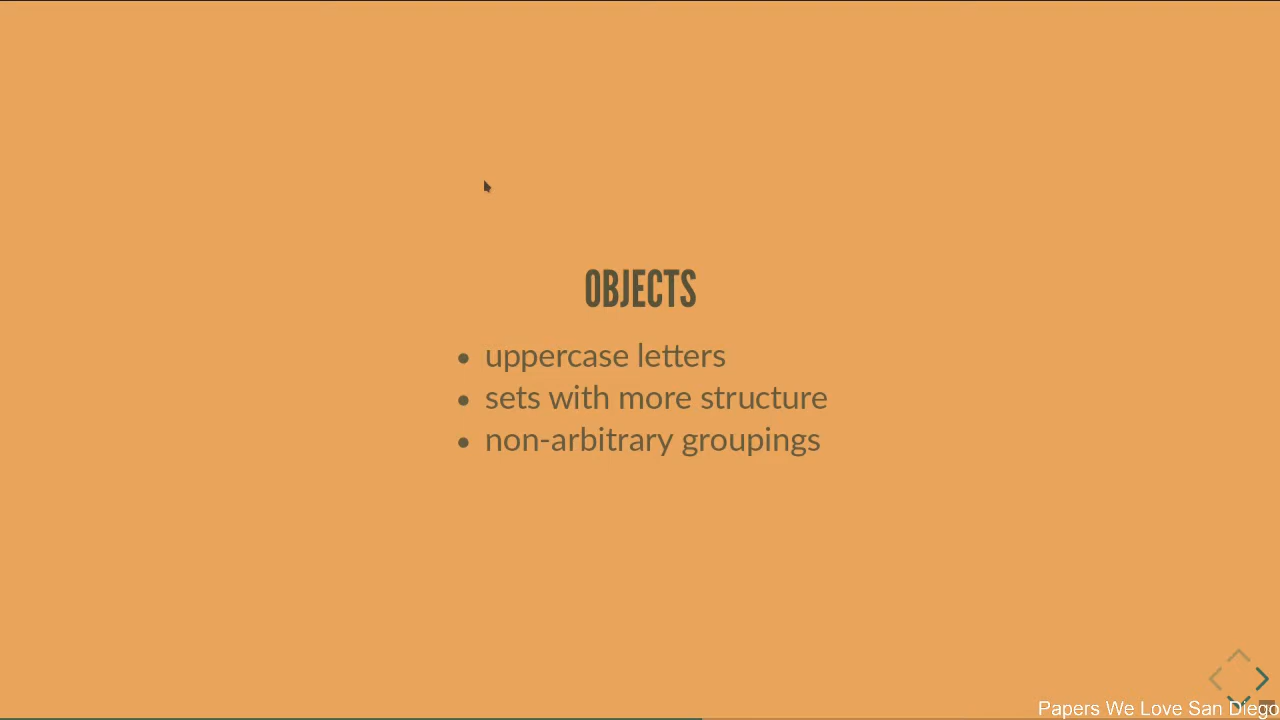 OBJECTS
uppercase letters
sets with more structure
non-arbitrary groupings
Papers We Love San Diego